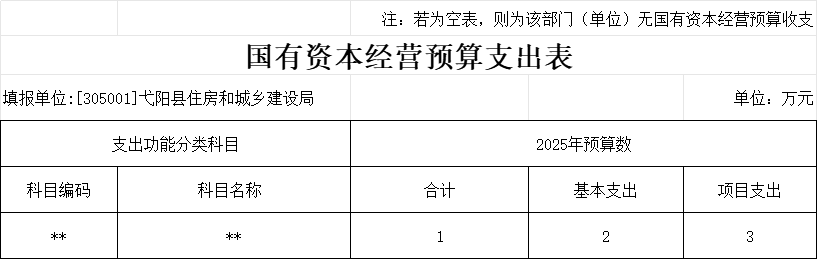 注：若为空表，则为该部门（单位）无国有资本经营预算收支
国有资本经营预算支出表
填报单位:[305001]弋阳县住房和城乡建设局 单位：万元
支出功能分类科目 2025年预算数
科目编码 科目名称 合计 基本支出 项目支出
** ** 1 2 3